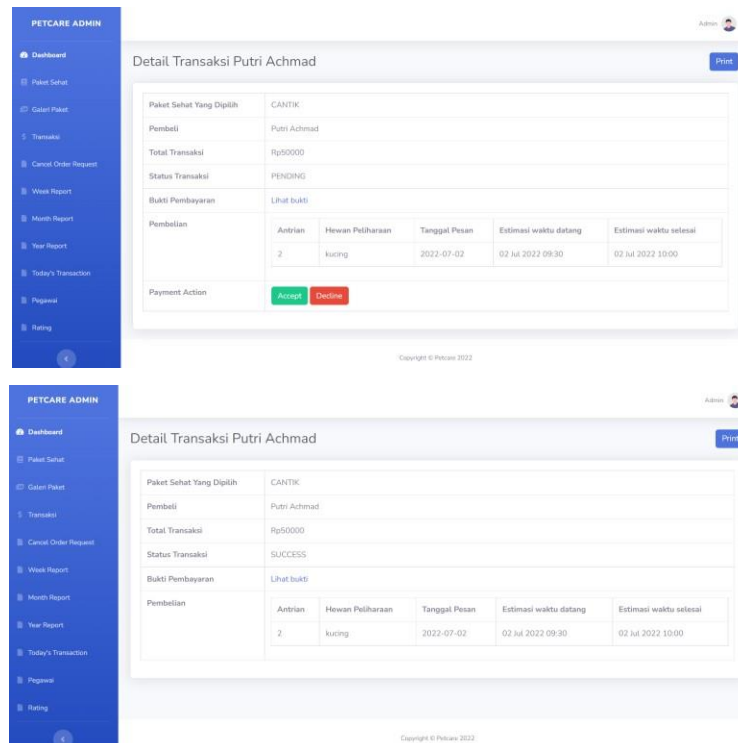 PETCARE ADMIN
Admin
Dashboard
Paket Sehat
Galeri Paket
$ Transaksi
Cancel Order Request
Week Report
Month Report
Year Report
Today's Transaction
Pegawai
Rating
Detail Transaksi Putri Achmad
Print
Paket Sehat Yang Dipilih CANTIK
Pembeli Putri Achmad
Total Transaksi Rp50000
Status Transaksi PENDING
Bukti Pembayaran Lihat bukti
Pembelian
Antrian Hewan Peliharaan Tanggal Pesan Estimasi waktu datang Estimasi waktu selesai
2 kucing 2022-07-02 02 Jul 2022 09:30 02 Jul 2022 10:00
Payment Action Accept Decline
Copyright © Petcare 2022
PETCARE ADMIN
Admin
Dashboard
Paket Sehat
Galeri Paket
$ Transaksi
Cancel Order Request
Week Report
Month Report
Year Report
Today's Transaction
Pegawai
Rating
Detail Transaksi Putri Achmad
Print
Paket Sehat Yang Dipilih CANTIK
Pembeli Putri Achmad
Total Transaksi Rp50000
Status Transaksi SUCCESS
Bukti Pembayaran Lihat bukti
Pembelian
Antrian Hewan Peliharaan Tanggal Pesan Estimasi waktu datang Estimasi waktu selesai
2 kucing 2022-07-02 02 Jul 2022 09:30 02 Jul 2022 10:00
Copyright © Petcare 2022